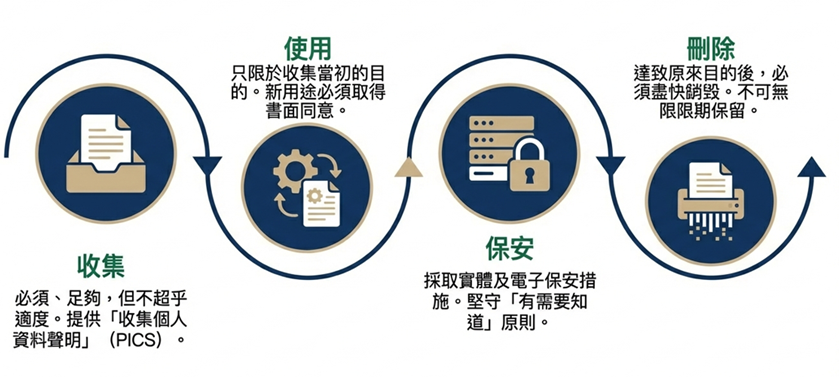 收集
必須、足夠，但不超乎
適度。提供「收集個人
資料聲明」（PICS）。
使用
只限於收集當初的目
的。新用途必須取得
書面同意。
保安
採取實體及電子保安措
施。堅守「有需要知
道」原則。
刪除
達致原來目的後，必
須盡快銷毀。不可無
限限期保留。